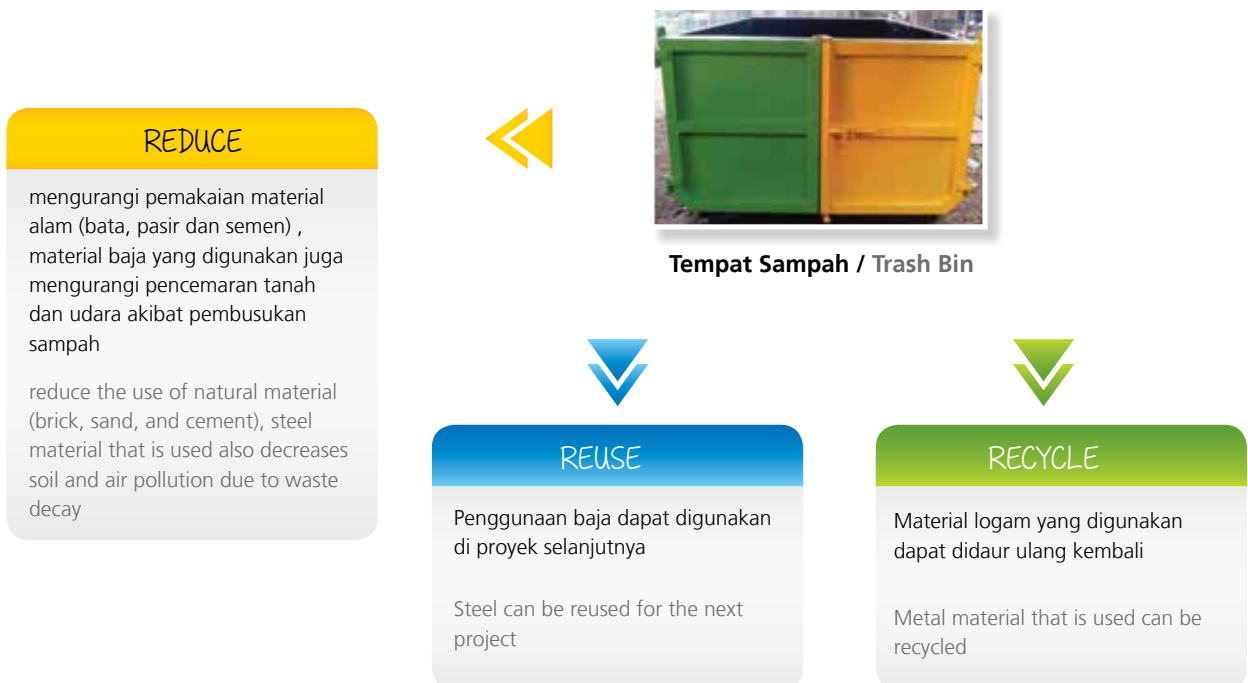 Tempat Sampah / Trash Bin
REDUCE
mengurangi pemakaian material
alam (bata, pasir dan semen) ,
material baja yang digunakan juga
mengurangi pencemaran tanah
dan udara akibat pembusukan
sampah
reduce the use of natural material
(brick, sand, and cement), steel
material that is used also decreases
soil and air pollution due to waste
decay
REUSE
Penggunaan baja dapat digunakan
di proyek selanjutnya
Steel can be reused for the next
project
RECYCLE
Material logam yang digunakan
dapat didaur ulang kembali
Metal material that is used can be
recycled